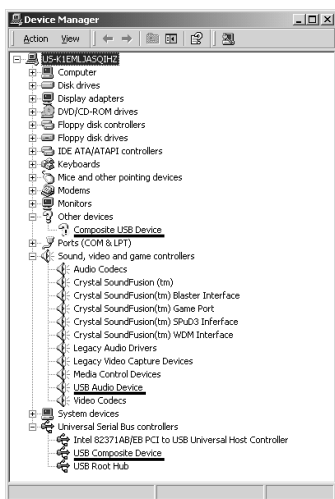 Device Manager
Action View
US-K1EMLJASQIHZ
Computer
Disk drives
Display adapters
DVD/CD-ROM drives
Floppy disk controllers
Floppy disk drives
IDE ATA/ATAPI controllers
Keyboards
Mice and other pointing devices
Modems
Monitors
Other devices
Composite USB Device
Ports (COM & LPT)
Sound, video and game controllers
Audio Codecs
Crystal SoundFusion (tm)
Crystal SoundFusion(tm) Blaster Interface
Crystal SoundFusion(tm) Game Port
Crystal SoundFusion(tm) SPuD3 Inferface
Crystal SoundFusion(tm) WDM Interface
Legacy Audio Drivers
Legacy Video Capture Devices
Media Control Devices
USB Audio Device
Video Codecs
System devices
Universal Serial Bus controllers
Intel 82371AB/EB PCI to USB Universal Host Controller
USB Composite Device
USB Root Hub